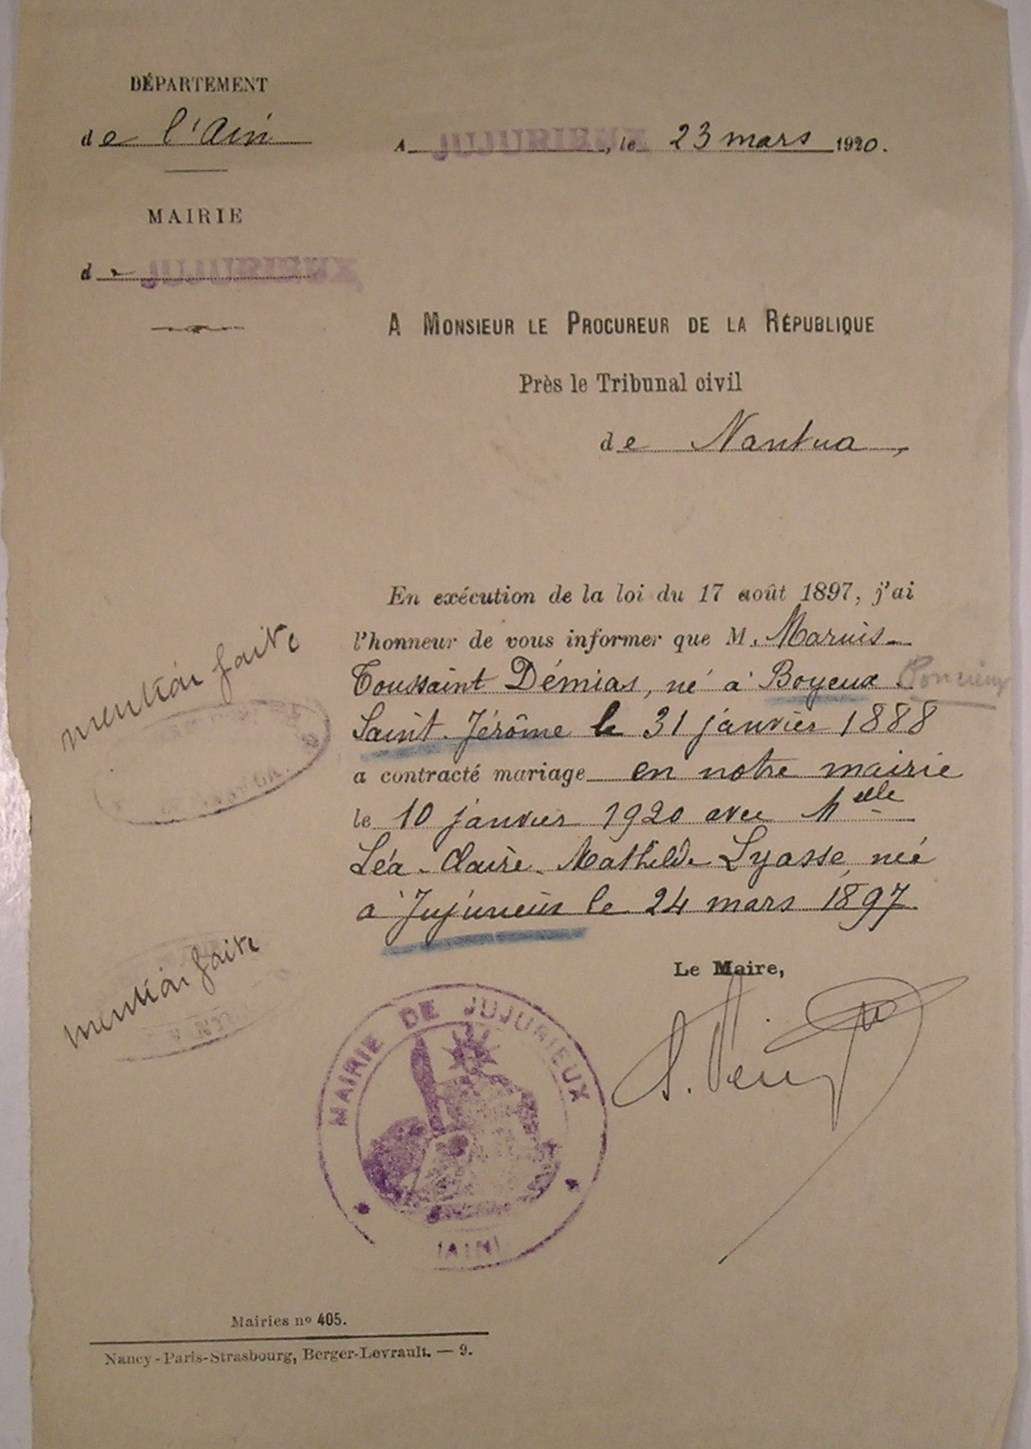 DÉPARTEMENT
de l'Ain
A JUJURIEUX, le 23 mars 1920.
MAIRIE
de JUJURIEUX
A MONSIEUR LE PROCUREUR DE LA RÉPUBLIQUE
Près le Tribunal civil
de Nantua,
En exécution de la loi du 17 août 1897, j'ai
l'honneur de vous informer que M. Marius-
Toussaint Démias, né à Boyeux Poncieux
Saint-Jérôme le 31 janvier 1888
a contracté mariage en notre mairie
le 10 janvier 1920 avec Melle
Léa-Claire-Mathilde Lyasse, née
à Jujurieux le 24 mars 1897.
mention faite
mention faite
Le Maire,
MAIRIE DE JUJURIEUX
(AIN)
Mairies no 405.
Nancy-Paris-Strasbourg, Berger-Levrault. — 9.